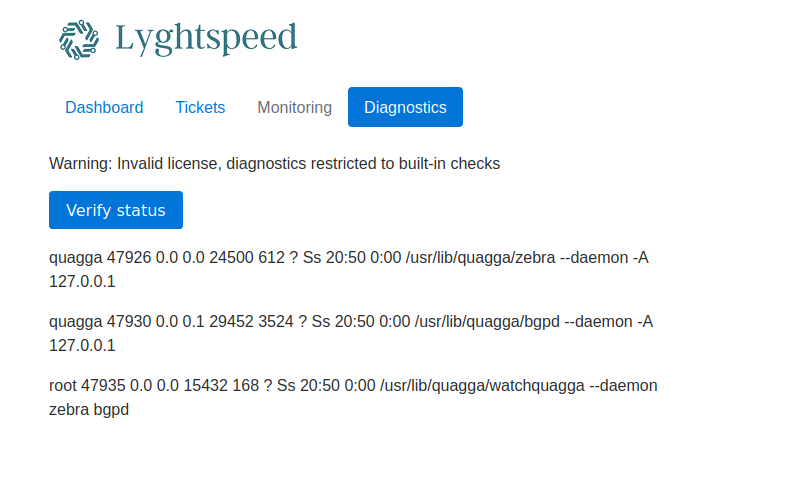 Lyghtspeed
Dashboard Tickets Monitoring Diagnostics
Warning: Invalid license, diagnostics restricted to built-in checks
Verify status
quagga 47926 0.0 0.0 24500 612 ? Ss 20:50 0:00 /usr/lib/quagga/zebra --daemon -A
127.0.0.1
quagga 47930 0.0 0.1 29452 3524 ? Ss 20:50 0:00 /usr/lib/quagga/bgpd --daemon -A
127.0.0.1
root 47935 0.0 0.0 15432 168 ? Ss 20:50 0:00 /usr/lib/quagga/watchquagga --daemon
zebra bgpd